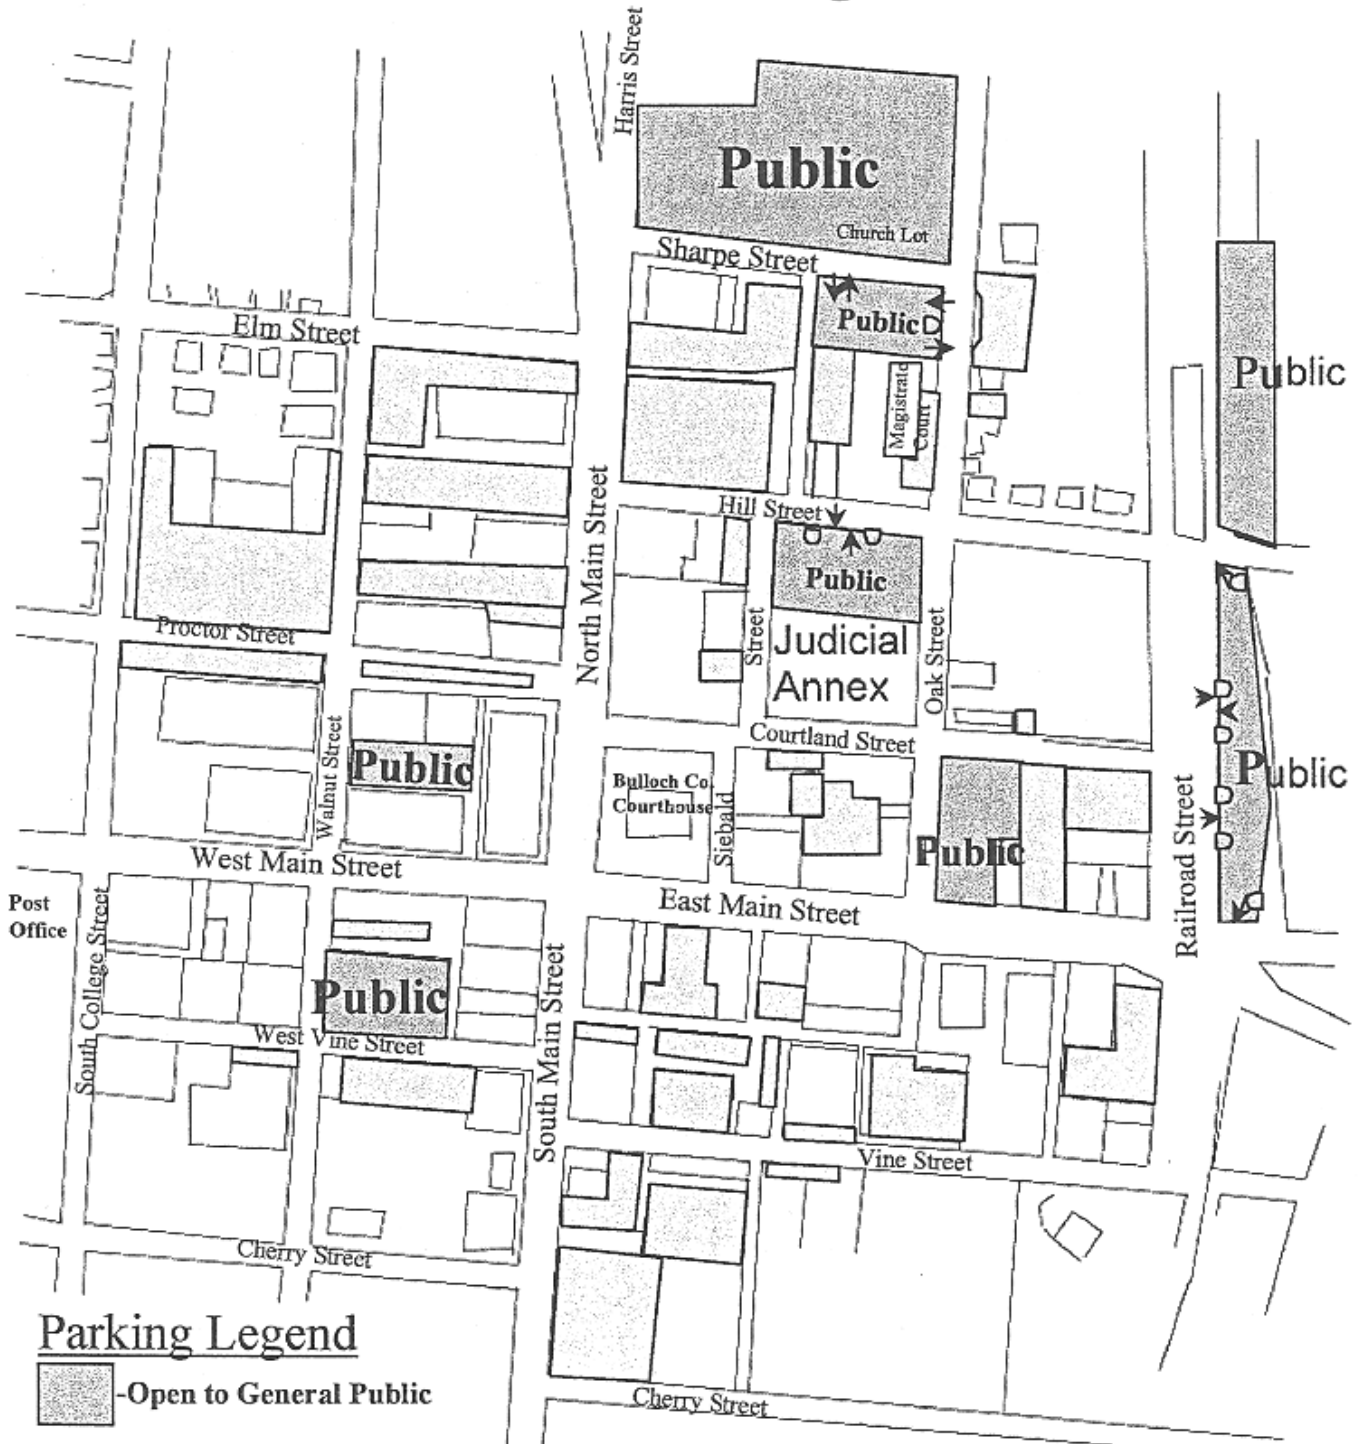 Harris Street
Public
Church Lot
Sharpe Street
Public
Elm Street
Public
Magistrate
Court
Hill Street
North Main Street
Public
Proctor Street
Street
Judicial
Annex
Oak Street
Walnut Street
Public
Courtland Street
Bulloch Co.
Courthouse
Siebald
Public
Public
Railroad Street
West Main Street
East Main Street
Post
Office
South College Street
Public
West Vine Street
South Main Street
Vine Street
Cherry Street
Parking Legend
-Open to General Public
Cherry Street